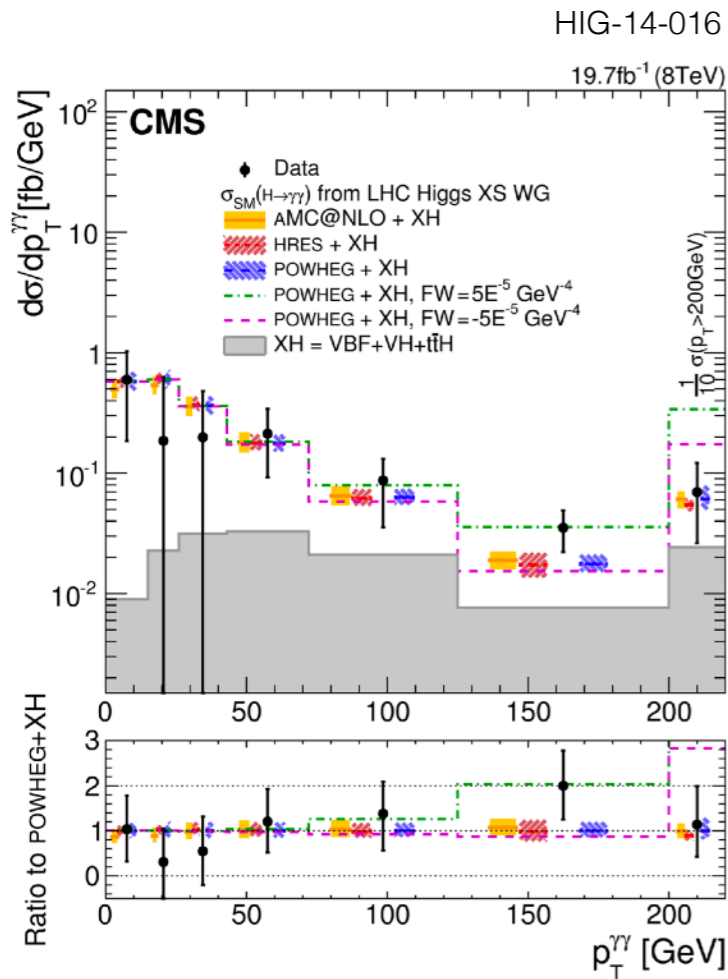 HIG-14-016
19.7fb⁻¹ (8TeV)
CMS
dσ/dp_T^γγ [fb/GeV]
10²
10
1
10⁻¹
10⁻²
Data
σ_SM(H→γγ) from LHC Higgs XS WG
AMC@NLO + XH
HRES + XH
POWHEG + XH
POWHEG + XH, FW = 5E⁻⁵ GeV⁻⁴
POWHEG + XH, FW = -5E⁻⁵ GeV⁻⁴
XH = VBF+VH+tt̄H
1/10 σ(p_T>200GeV)
0 50 100 150 200
Ratio to POWHEG+XH
3
2
1
0
0 50 100 150 200
p_T^γγ [GeV]